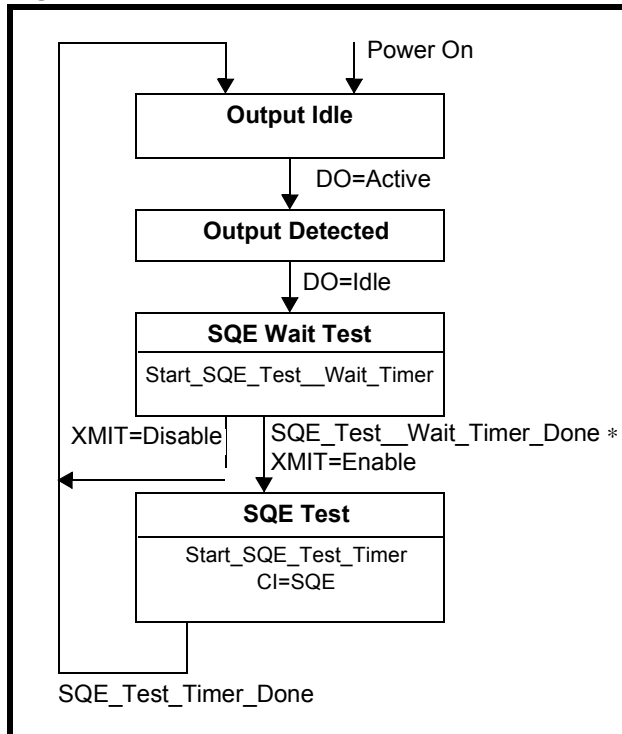 Power On
Output Idle
DO=Active
Output Detected
DO=Idle
SQE Wait Test
Start_SQE_Test__Wait_Timer
XMIT=Disable
SQE_Test__Wait_Timer_Done *
XMIT=Enable
SQE Test
Start_SQE_Test_Timer
CI=SQE
SQE_Test_Timer_Done